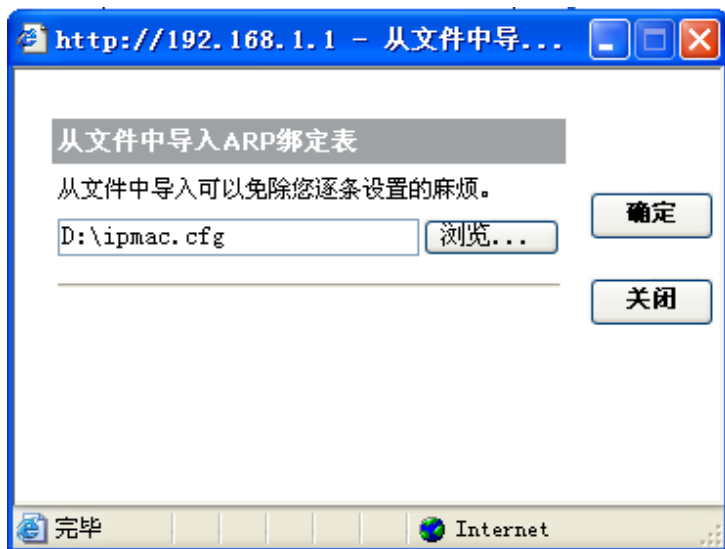 http://192.168.1.1 - 从文件中导...
从文件中导入ARP绑定表
从文件中导入可以免除您逐条设置的麻烦。
D:\ipmac.cfg 浏览...
确定
关闭
完毕 Internet